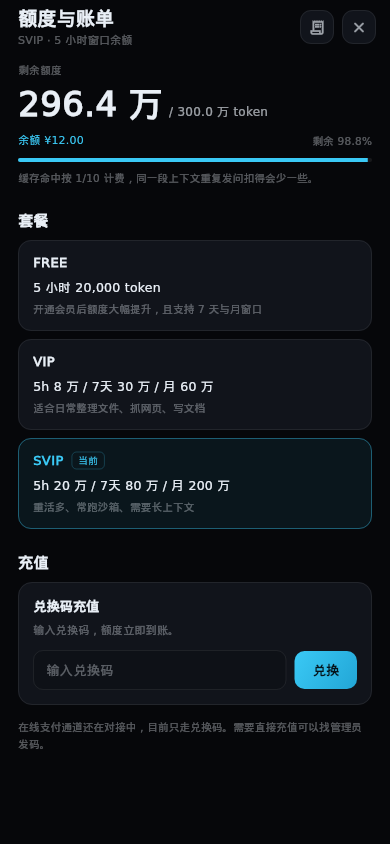 额度与账单
SVIP · 5 小时窗口余额
剩余额度
296.4 万 / 300.0 万 token
余额 ¥12.00
剩余 98.8%
缓存命中按 1/10 计费，同一段上下文重复发问扣得会少一些。
套餐
FREE
5 小时 20,000 token
开通会员后额度大幅提升，且支持 7 天与月窗口
VIP
5h 8 万 / 7天 30 万 / 月 60 万
适合日常整理文件、抓网页、写文档
SVIP 当前
5h 20 万 / 7天 80 万 / 月 200 万
重活多、常跑沙箱、需要长上下文
充值
兑换码充值
输入兑换码，额度立即到账。
输入兑换码
兑换
在线支付通道还在对接中，目前只走兑换码。需要直接充值可以找管理员
发码。